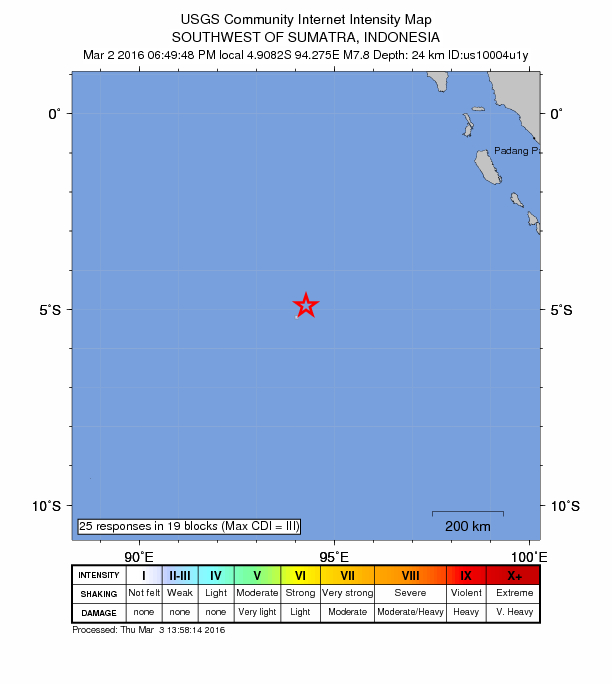 USGS Community Internet Intensity Map
SOUTHWEST OF SUMATRA, INDONESIA
Mar 2 2016 06:49:48 PM local 4.9082S 94.275E M7.8 Depth: 24 km ID:us10004u1y
0° 0°
Padang P
5°S 5°S
10°S 10°S
25 responses in 19 blocks (Max CDI = III)
200 km
90°E 95°E 100°E
INTENSITY I II-III IV V VI VII VIII IX X+
SHAKING Not felt Weak Light Moderate Strong Very strong Severe Violent Extreme
DAMAGE none none none Very light Light Moderate Moderate/Heavy Heavy V. Heavy
Processed: Thu Mar 3 13:58:14 2016